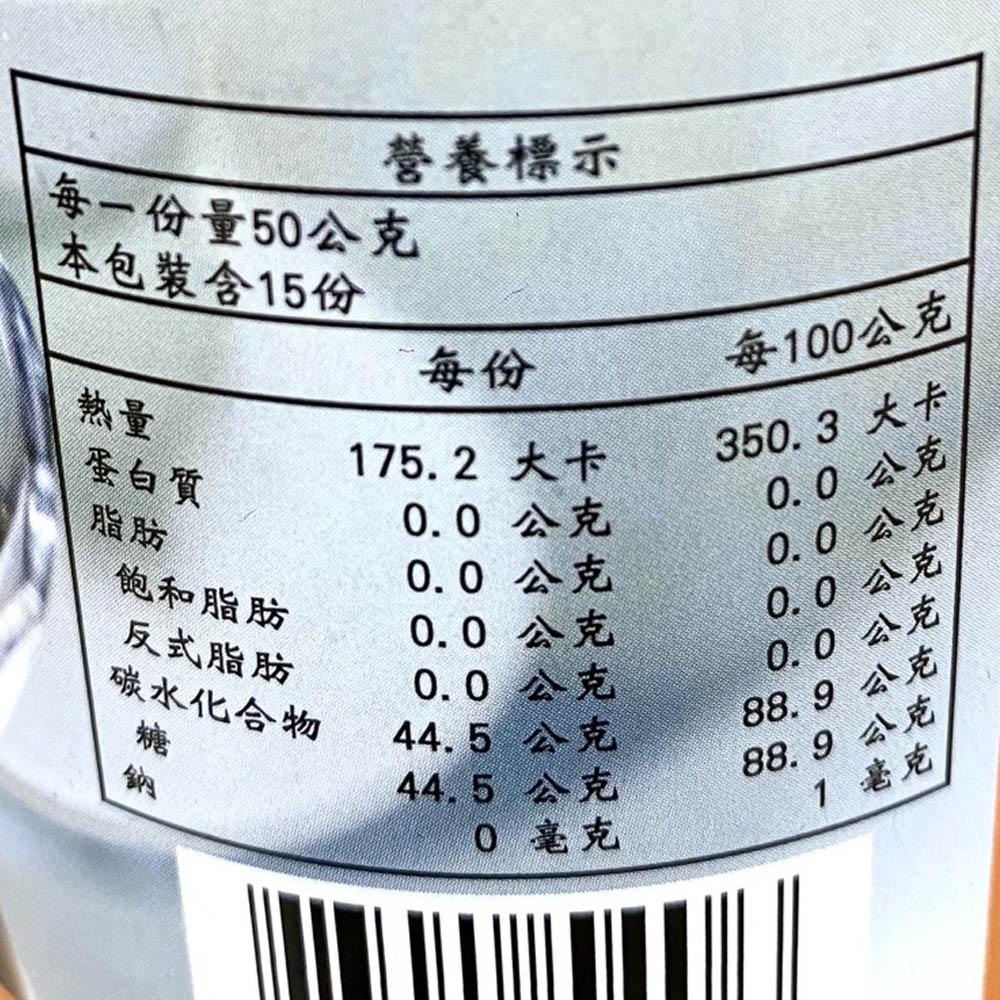 營養標示
每一份量50公克
本包裝含15份
每份 每100公克
熱量 175.2 大卡 350.3 大卡
蛋白質 0.0 公克 0.0 公克
脂肪 0.0 公克 0.0 公克
飽和脂肪 0.0 公克 0.0 公克
反式脂肪 0.0 公克 0.0 公克
碳水化合物 44.5 公克 88.9 公克
糖 44.5 公克 88.9 公克
鈉 0 毫克 1 毫克